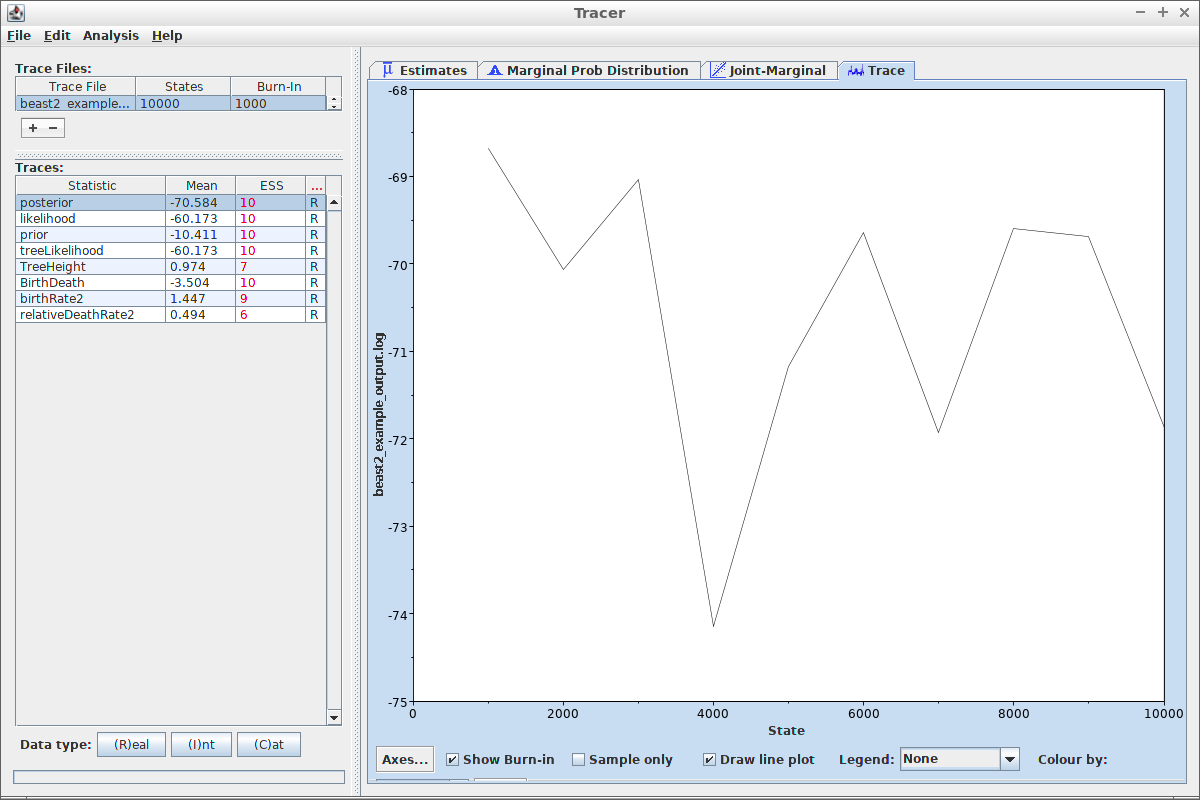 Tracer
File Edit Analysis Help
Trace Files:
Trace File States Burn-In
beast2_example... 10000 1000
+ −
Traces:
Statistic Mean ESS ...
posterior -70.584 10 R
likelihood -60.173 10 R
prior -10.411 10 R
treeLikelihood -60.173 10 R
TreeHeight 0.974 7 R
BirthDeath -3.504 10 R
birthRate2 1.447 9 R
relativeDeathRate2 0.494 6 R
Data type: (R)eal (I)nt (C)at
Estimates Marginal Prob Distribution Joint-Marginal Trace
-68
-69
-70
-71
-72
-73
-74
-75
beast2_example_output.log
0 2000 4000 6000 8000 10000
State
Axes... Show Burn-in Sample only Draw line plot Legend: None Colour by: